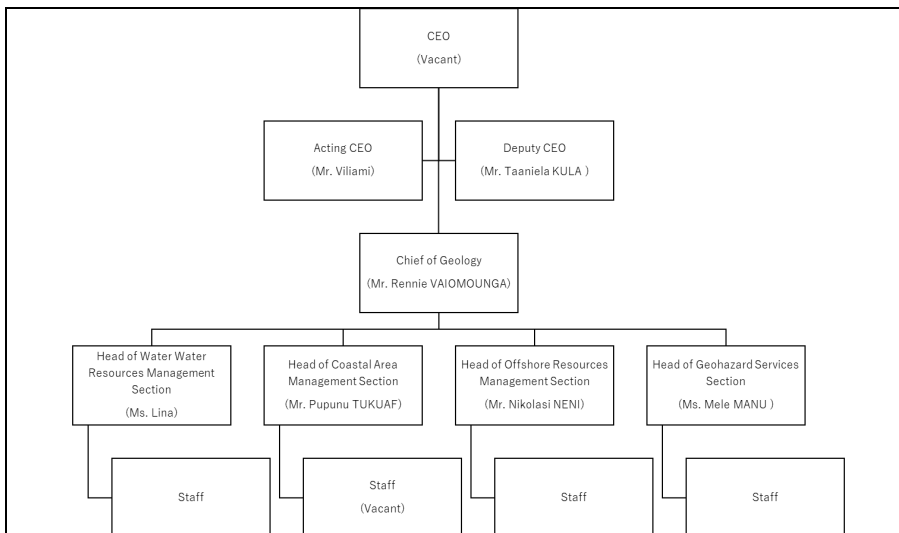 CEO
(Vacant)
Acting CEO
(Mr. Viliami)
Deputy CEO
(Mr. Taaniela KULA )
Chief of Geology
(Mr. Rennie VAIOMOUNGA)
Head of Water Water
Resources Management
Section
(Ms. Lina)
Head of Coastal Area
Management Section
(Mr. Pupunu TUKUAF)
Head of Offshore Resources
Management Section
(Mr. Nikolasi NENI)
Head of Geohazard Services
Section
(Ms. Mele MANU )
Staff
Staff
(Vacant)
Staff
Staff